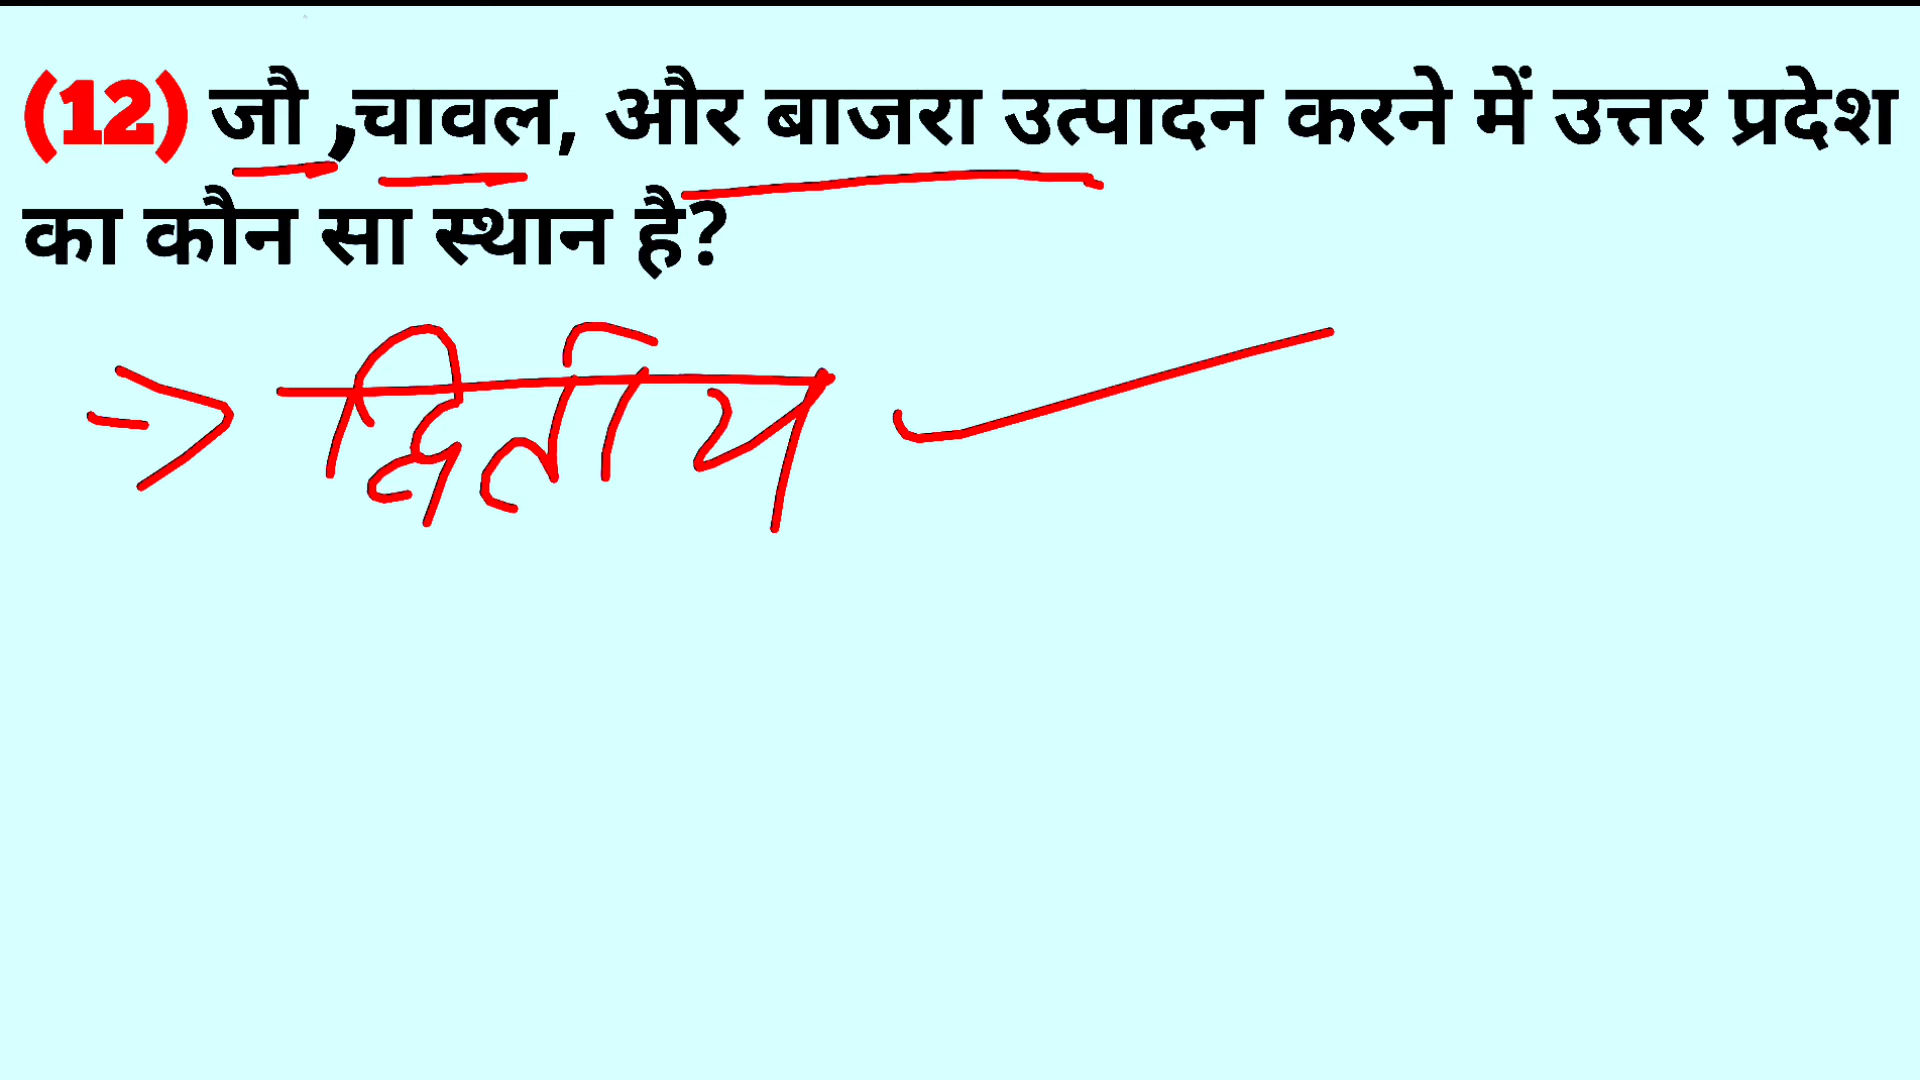 (12) जौ ,चावल, और बाजरा उत्पादन करने में उत्तर प्रदेश
का कौन सा स्थान है?
द्वितीय